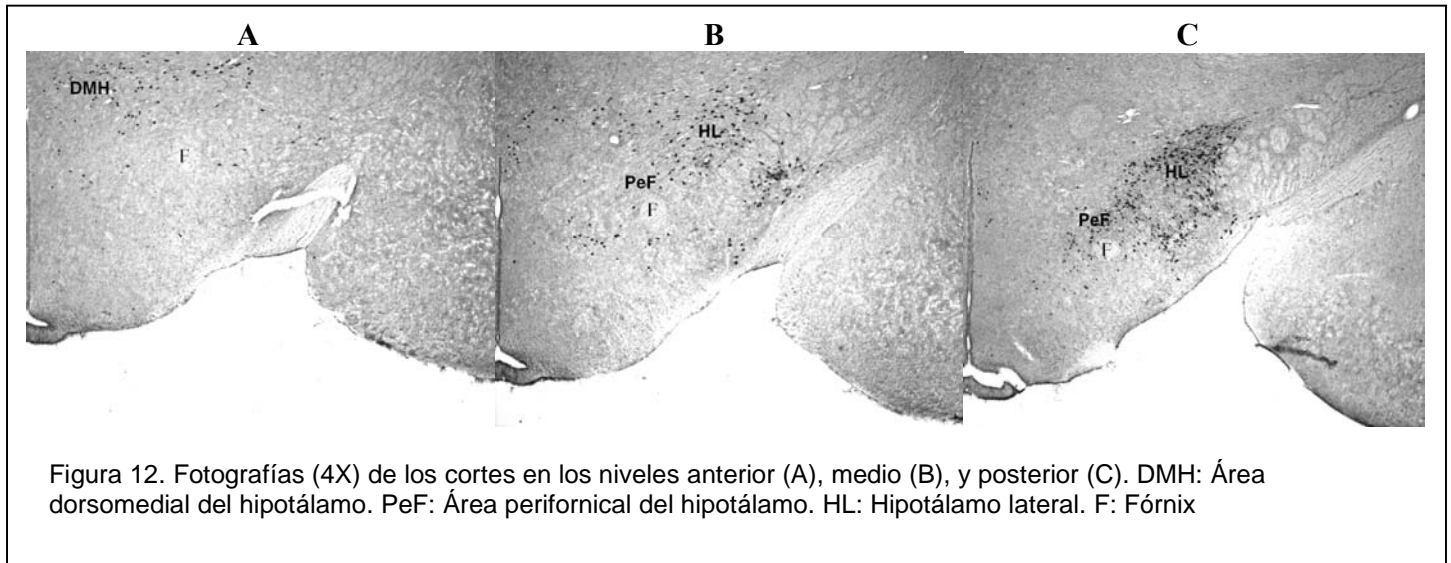 A B C
DMH
F
HL
PeF
F
HL
PeF
F
Figura 12. Fotografías (4X) de los cortes en los niveles anterior (A), medio (B), y posterior (C). DMH: Área
dorsomedial del hipotálamo. PeF: Área perifornical del hipotálamo. HL: Hipotálamo lateral. F: Fórnix